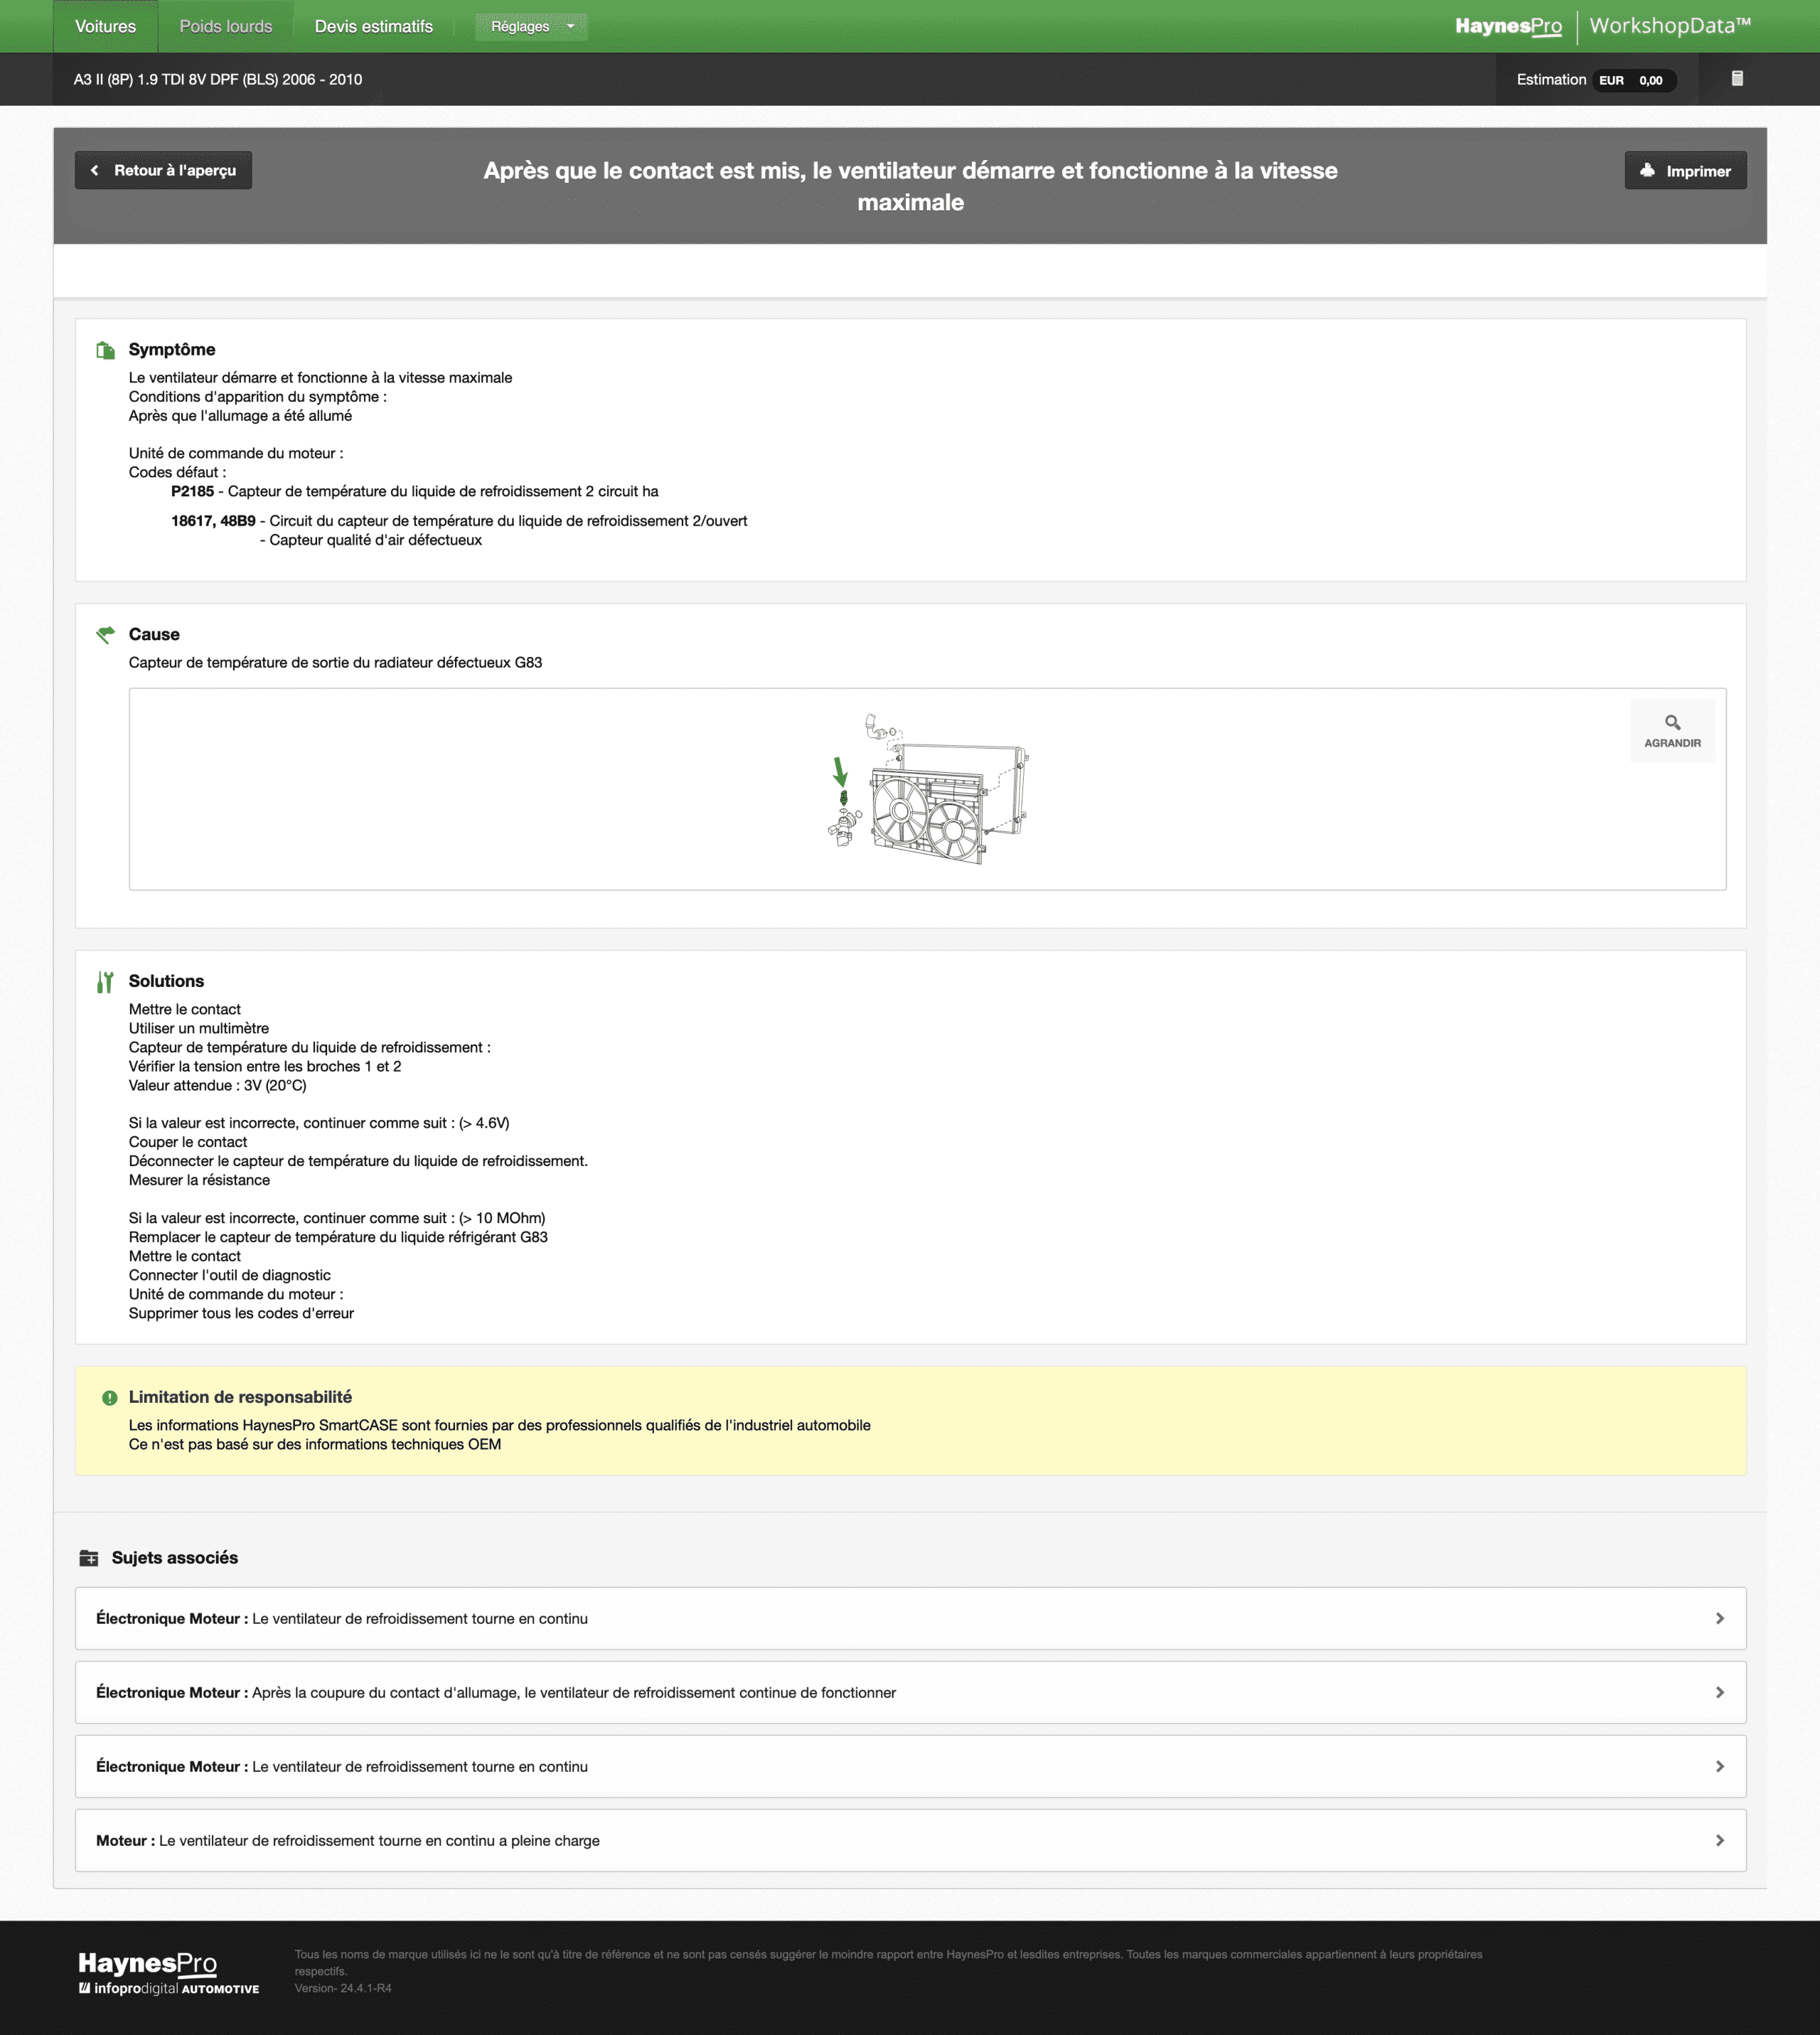 Voitures
Poids lourds
Devis estimatifs
Réglages
HaynesPro
WorkshopData™
A3 II (8P) 1.9 TDI 8V DPF (BLS) 2006 - 2010
Estimation EUR 0,00
Retour à l'aperçu
Après que le contact est mis, le ventilateur démarre et fonctionne à la vitesse
maximale
Imprimer
Symptôme
Le ventilateur démarre et fonctionne à la vitesse maximale
Conditions d'apparition du symptôme :
Après que l'allumage a été allumé
Unité de commande du moteur :
Codes défaut :
P2185 - Capteur de température du liquide de refroidissement 2 circuit ha
18617, 48B9 - Circuit du capteur de température du liquide de refroidissement 2/ouvert
- Capteur qualité d'air défectueux
Cause
Capteur de température de sortie du radiateur défectueux G83
AGRANDIR
Solutions
Mettre le contact
Utiliser un multimètre
Capteur de température du liquide de refroidissement :
Vérifier la tension entre les broches 1 et 2
Valeur attendue : 3V (20°C)
Si la valeur est incorrecte, continuer comme suit : (> 4.6V)
Couper le contact
Déconnecter le capteur de température du liquide de refroidissement.
Mesurer la résistance
Si la valeur est incorrecte, continuer comme suit : (> 10 MOhm)
Remplacer le capteur de température du liquide réfrigérant G83
Mettre le contact
Connecter l'outil de diagnostic
Unité de commande du moteur :
Supprimer tous les codes d'erreur
Limitation de responsabilité
Les informations HaynesPro SmartCASE sont fournies par des professionnels qualifiés de l'industriel automobile
Ce n'est pas basé sur des informations techniques OEM
Sujets associés
Électronique Moteur : Le ventilateur de refroidissement tourne en continu
Électronique Moteur : Après la coupure du contact d'allumage, le ventilateur de refroidissement continue de fonctionner
Électronique Moteur : Le ventilateur de refroidissement tourne en continu
Moteur : Le ventilateur de refroidissement tourne en continu a pleine charge
HaynesPro
infoprodigital AUTOMOTIVE
Tous les noms de marque utilisés ici ne le sont qu'à titre de référence et ne sont pas censés suggérer le moindre rapport entre HaynesPro et lesdites entreprises. Toutes les marques commerciales appartiennent à leurs propriétaires
respectifs.
Version- 24.4.1-R4